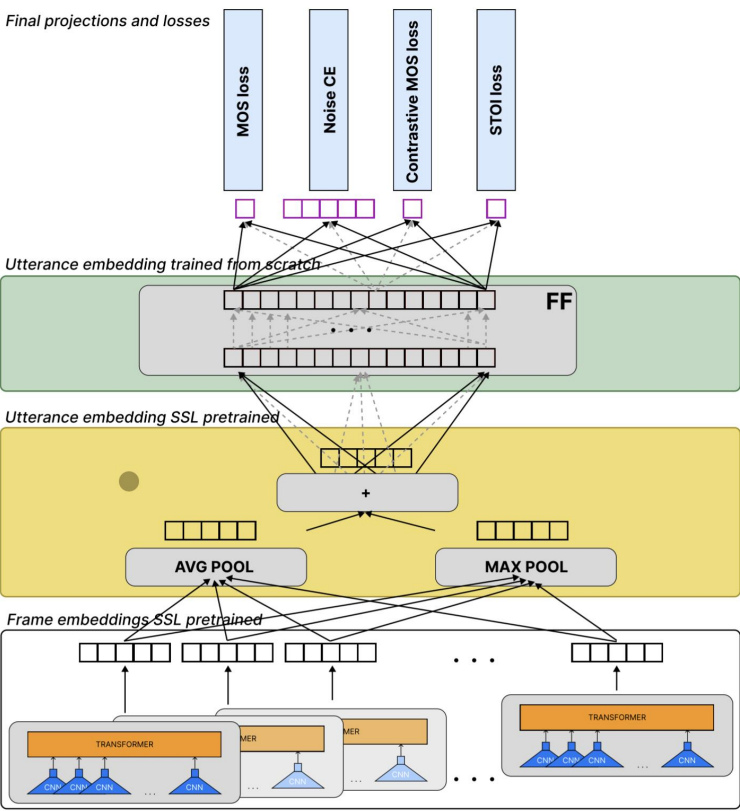 Final projections and losses
MOS loss
Noise CE
Contrastive MOS loss
STOI loss
Utterance embedding trained from scratch
FF
. . .
Utterance embedding SSL pretrained
+
AVG POOL
MAX POOL
Frame embeddings SSL pretrained
. . .
TRANSFORMER
MER
MER
TRANSFORMER
CNN CNN CNN ... CNN
... CNN
... CNN
. . .
CNN CNN CNN ... CNN